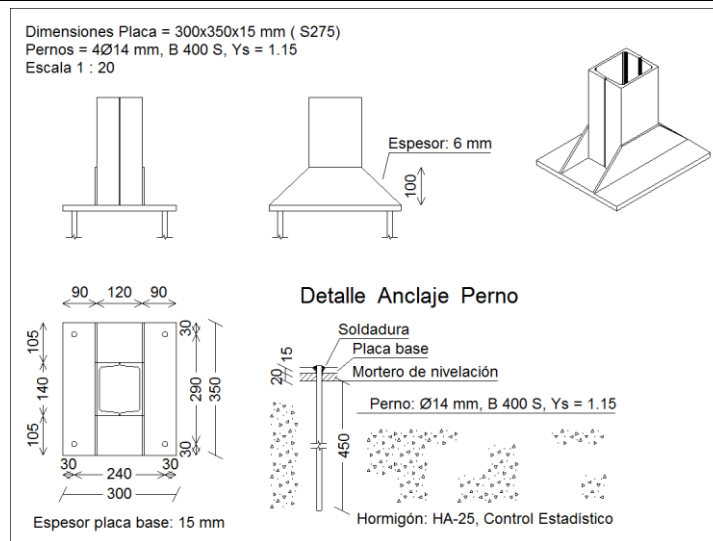 Dimensiones Placa = 300x350x15 mm ( S275)
Pernos = 4Ø14 mm, B 400 S, Ys = 1.15
Escala 1 : 20
Espesor: 6 mm
100
90 120 90
105
140
105
30
290
30
350
30 30
240
300
Espesor placa base: 15 mm
Detalle Anclaje Perno
Soldadura
Placa base
Mortero de nivelación
15
20
Perno: Ø14 mm, B 400 S, Ys = 1.15
450
Hormigón: HA-25, Control Estadístico